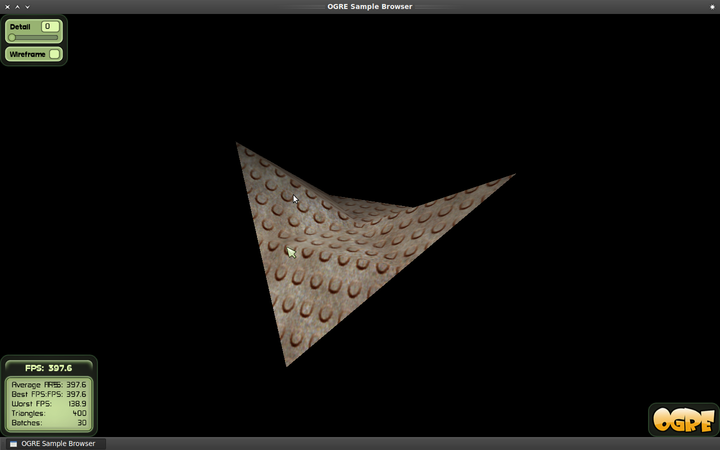 OGRE Sample Browser
Detail 0
Wireframe
FPS: 397.6
Average FPS: 397.6
Best FPS:FPS: 397.6
Worst FPS: 138.9
Triangles: 400
Batches: 30
OGRE
OGRE Sample Browser